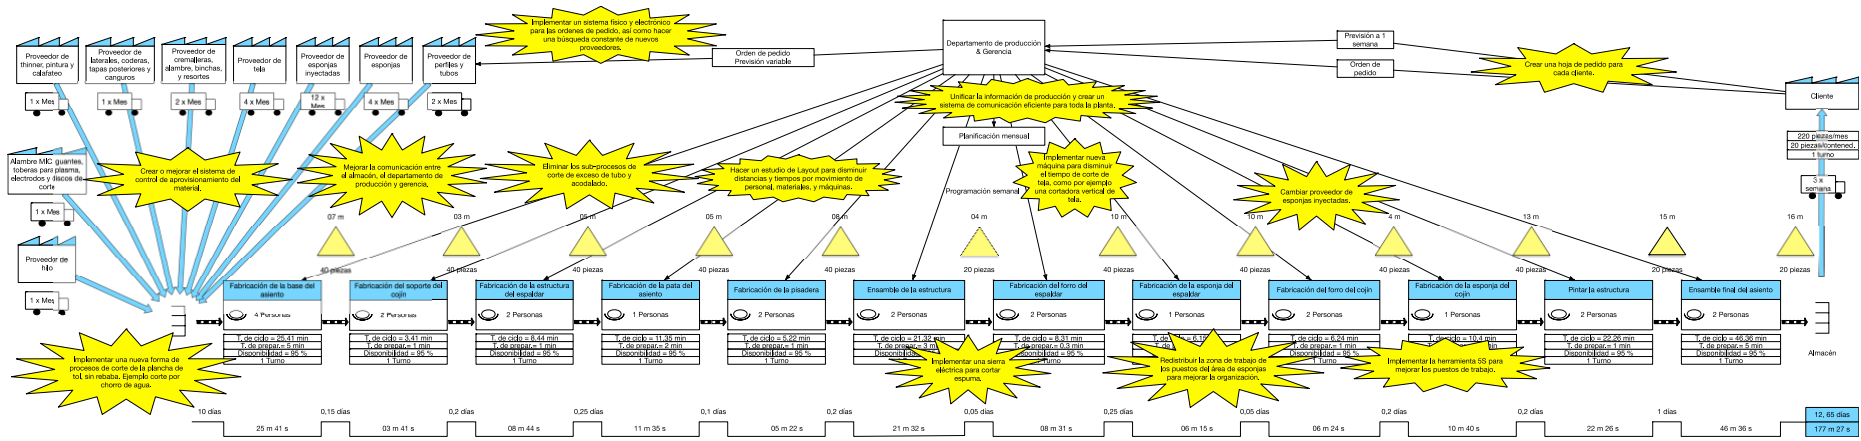 Implementar un sistema físico y electrónico
para las ordenes de pedido, así como hacer
una búsqueda constante de nuevos
proveedores.
Departamento de producción
& Gerencia
Previsión a 1
semana
Orden de
pedido
Crear una hoja de pedido para
cada cliente.
Orden de pedido
Previsión variable
Proveedor de
thinner, pintura y
calafateo
Proveedor de
laterales, coderas,
tapas posteriores y
canguros
Proveedor de
cremalleras,
alambre, binchas,
y resortes
Proveedor de
tela
Proveedor de
esponjas
inyectadas
Proveedor de
esponjas
Proveedor de
perfiles y
tubos
1 x Mes
1 x Mes
2 x Mes
4 x Mes
12 x
Mes
4 x Mes
2 x Mes
Unificar la información de producción y crear un
sistema de comunicación eficiente para toda la planta.
Cliente
220 piezas/mes
20 piezas/contened.
1 turno
3 x
semana
Planificación mensual
Programación semanal
Alambre MIC guantes,
toberas para plasma,
electrodos y discos de
corte
1 x Mes
Proveedor de
hilo
1 x Mes
Crear o mejorar el sistema de
control de aprovisionamiento del
material.
Mejorar la comunicación entre
el almacén, el departamento de
producción y gerencia.
Eliminar los sub-procesos de
corte de exceso de tubo y
acodalado.
Hacer un estudio de Layout para disminuir
distancias y tiempos por movimiento de
personal, materiales, y máquinas.
Implementar nueva
máquina para disminuir
el tiempo de corte de
tela, como por ejemplo
una cortadora vertical de
tela.
Cambiar proveedor de
esponjas inyectadas.
07 m
03 m
05 m
05 m
08 m
04 m
10 m
10 m
4 m
13 m
15 m
16 m
40 piezas
40 piezas
40 piezas
40 piezas
40 piezas
20 piezas
40 piezas
40 piezas
40 piezas
40 piezas
20 piezas
20 piezas
Fabricación de la base del
asiento
4 Personas
T. de ciclo = 25,41 min
T. de prepar.= 5 min
Disponibilidad = 95 %
1 Turno
Fabricación del soporte del
cojín
2 Personas
T. de ciclo = 3.41 min
T. de prepar.= 1 min
Disponibilidad = 95 %
1 Turno
Fabricación de la estructura
del espaldar
2 Personas
T. de ciclo = 8.44 min
T. de prepar.= 1 min
Disponibilidad = 95 %
1 Turno
Fabricación de la pata del
asiento
1 Personas
T. de ciclo = 11,35 min
T. de prepar.= 2 min
Disponibilidad = 95 %
1 Turno
Fabricación de la pisadera
2 Personas
T. de ciclo = 5.22 min
T. de prepar.= 1 min
Disponibilidad = 95 %
1 Turno
Ensamble de la estructura
2 Personas
T. de ciclo = 21,32 min
T. de prepar.= 3 m
Disponibilidad
1 Turno
Fabricación del forro del
espaldar
2 Personas
T. de ciclo = 8,31 min
T. de prepar.= 0,3 min
Disponibilidad = 95 %
1 Turno
Fabricación de la esponja del
espaldar
1 Personas
Fabricación del forro del cojín
2 Personas
T. de ciclo = 6.24 min
T. de prepar.= 1 min
Disponibilidad = 95 %
1 Turno
Fabricación de la esponja del
cojín
1 Personas
T. de ciclo = 10,4 min
Pintar la estructura
2 Personas
T. de ciclo = 22,26 min
T. de prepar.= 1 min
Disponibilidad = 95 %
1 Turno
Ensamble final del asiento
2 Personas
T. de ciclo = 46,36 min
T. de prepar.= 5 min
Disponibilidad = 95 %
1 Turno
Almacén
Implementar una nueva forma de
procesos de corte de la plancha de
tol, sin rebaba. Ejemplo corte por
chorro de agua.
Implementar una sierra
eléctrica para cortar
espuma.
Redistribuir la zona de trabajo de
los puestos del área de esponjas
para mejorar la organización.
Implementar la herramienta 5S para
mejorar los puestos de trabajo.
10 días
0,15 días
0,2 días
0,25 días
0,1 días
0,2 días
0,05 días
0,2 días
0,05 días
0,2 días
0,2 días
1 días
12, 65 días
25 m 41 s
03 m 41 s
08 m 44 s
11 m 35 s
05 m 22 s
21 m 32 s
08 m 31 s
06 m 15 s
06 m 24 s
10 m 40 s
22 m 26 s
46 m 36 s
177 m 27 s